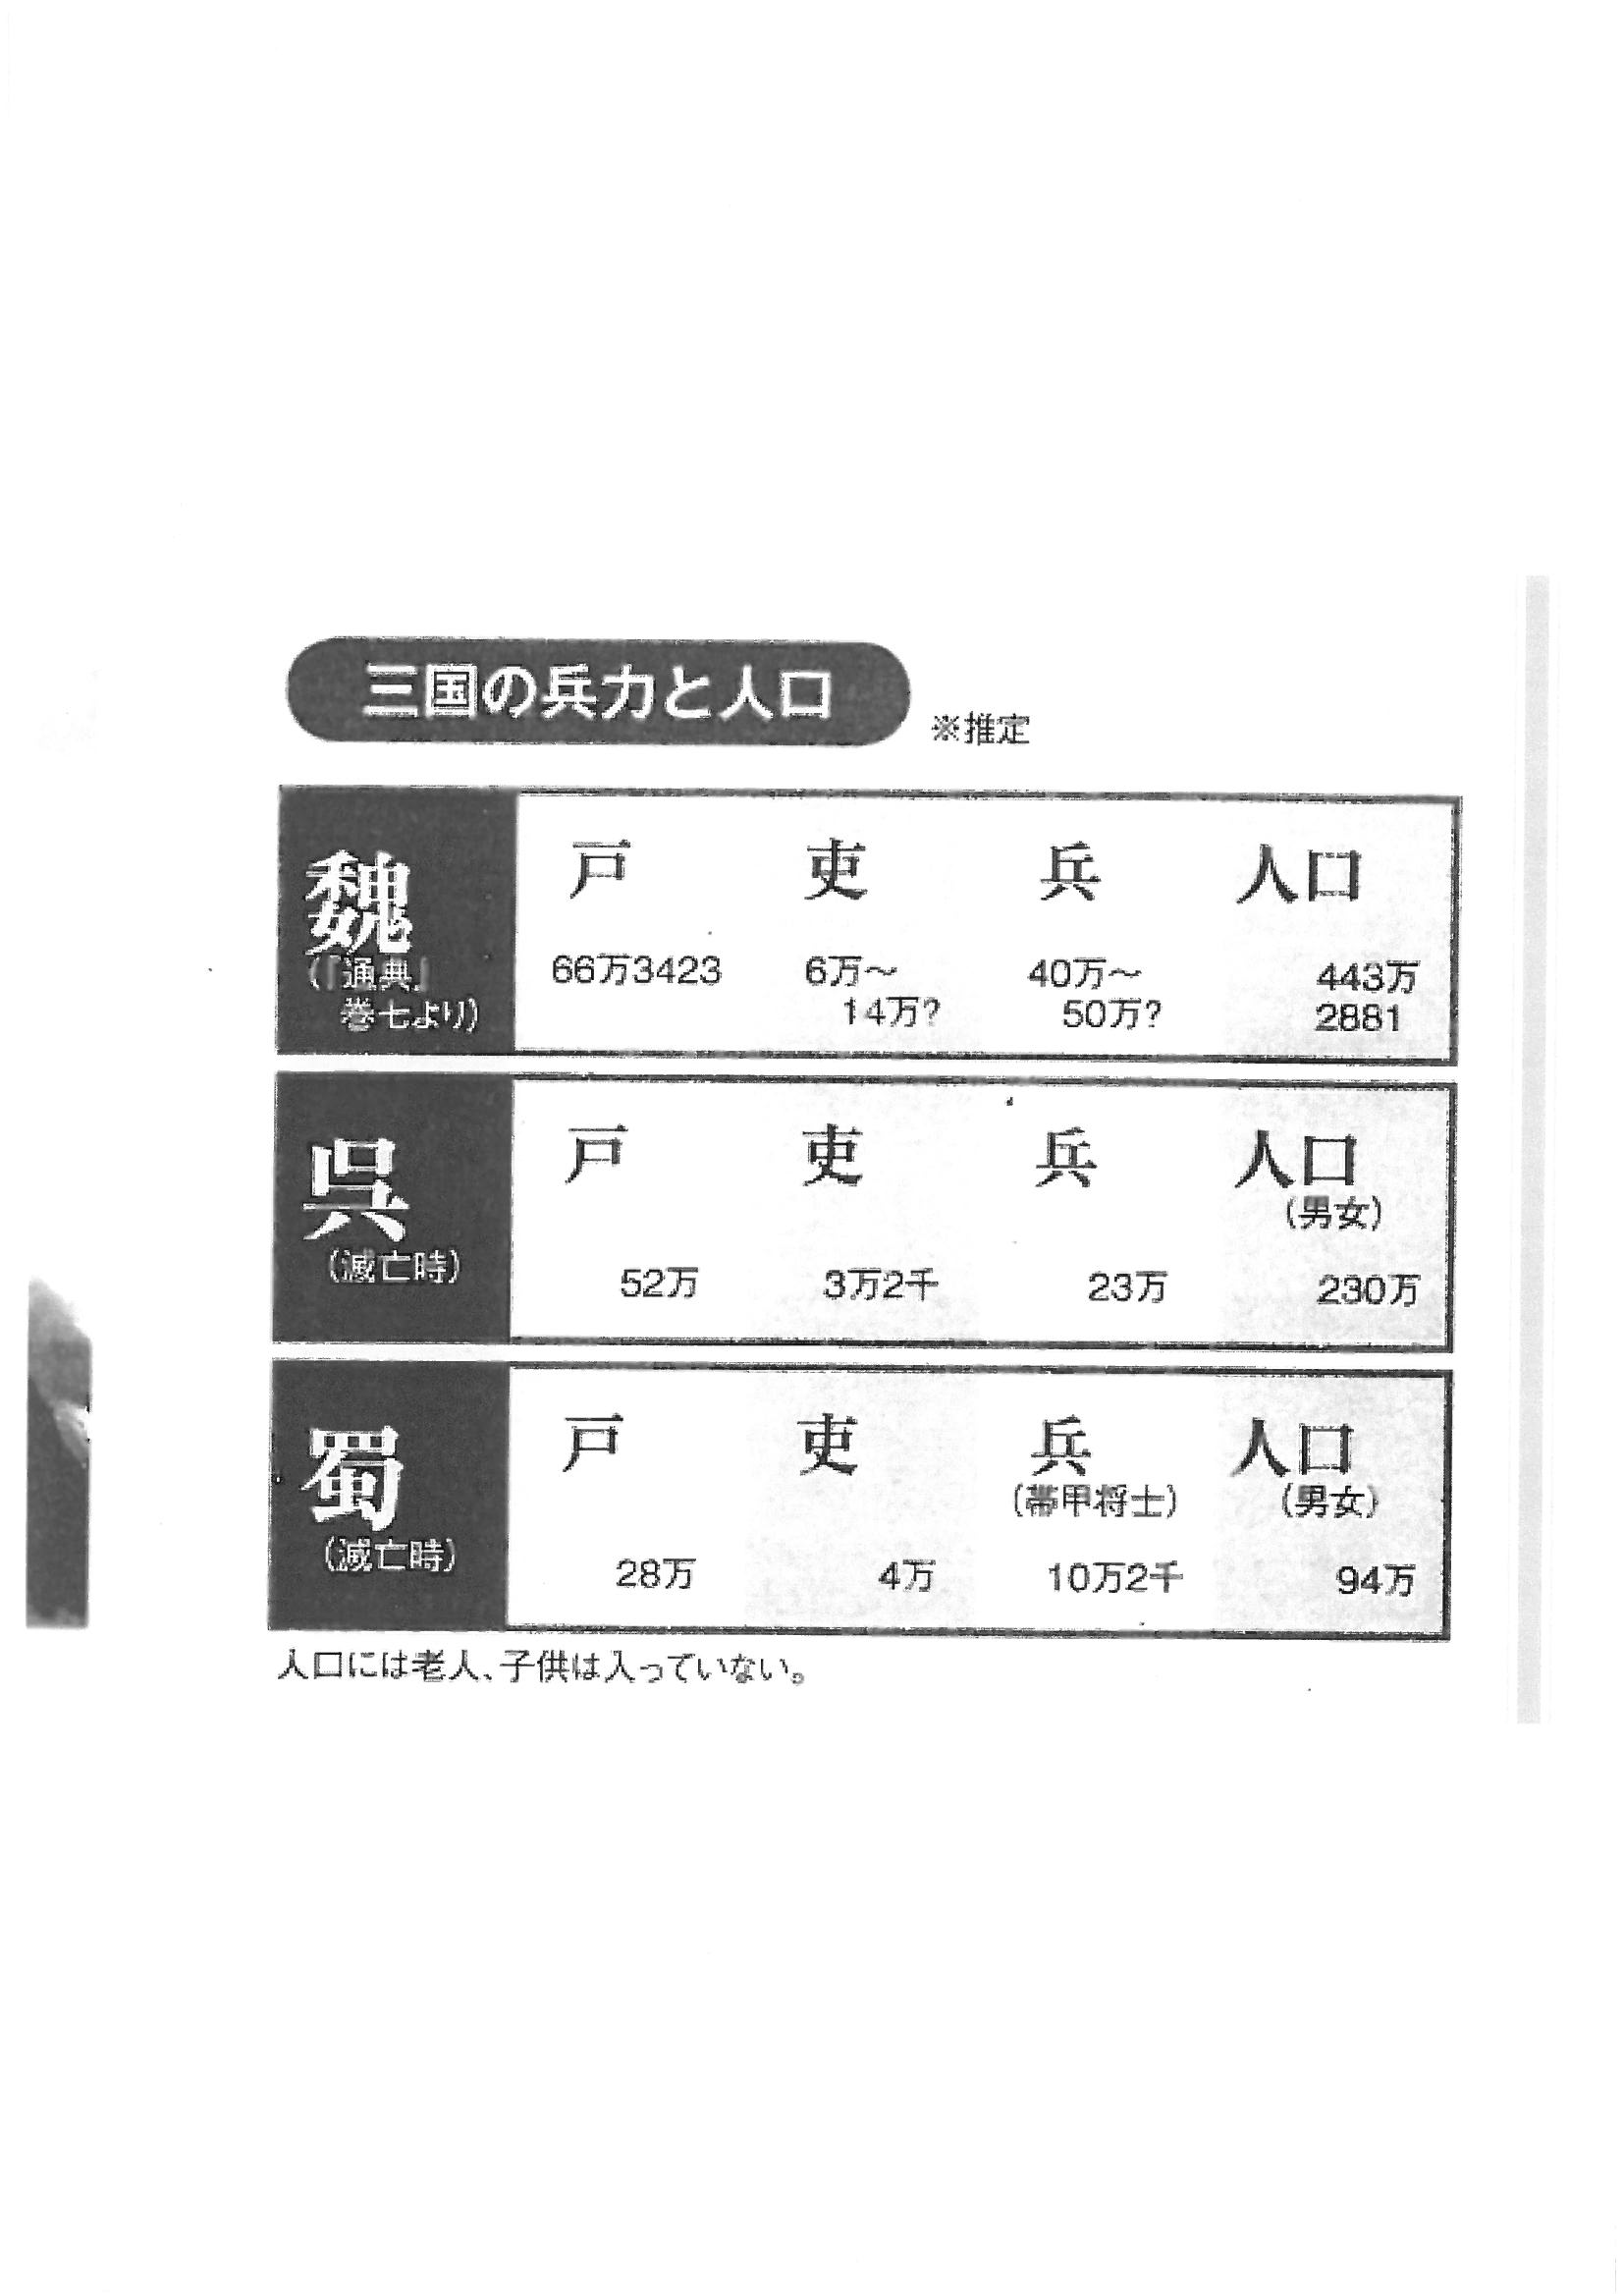 三国の兵力と人口
※推定
魏
(『通典』
巻七より)
戸 吏 兵 人口
66万3423 6万～ 40万～ 443万
14万? 50万? 2881
呉
(滅亡時)
戸 吏 兵 人口
(男女)
52万 3万2千 23万 230万
蜀
(滅亡時)
戸 吏 兵 人口
(帯甲将士) (男女)
28万 4万 10万2千 94万
人口には老人、子供は入っていない。